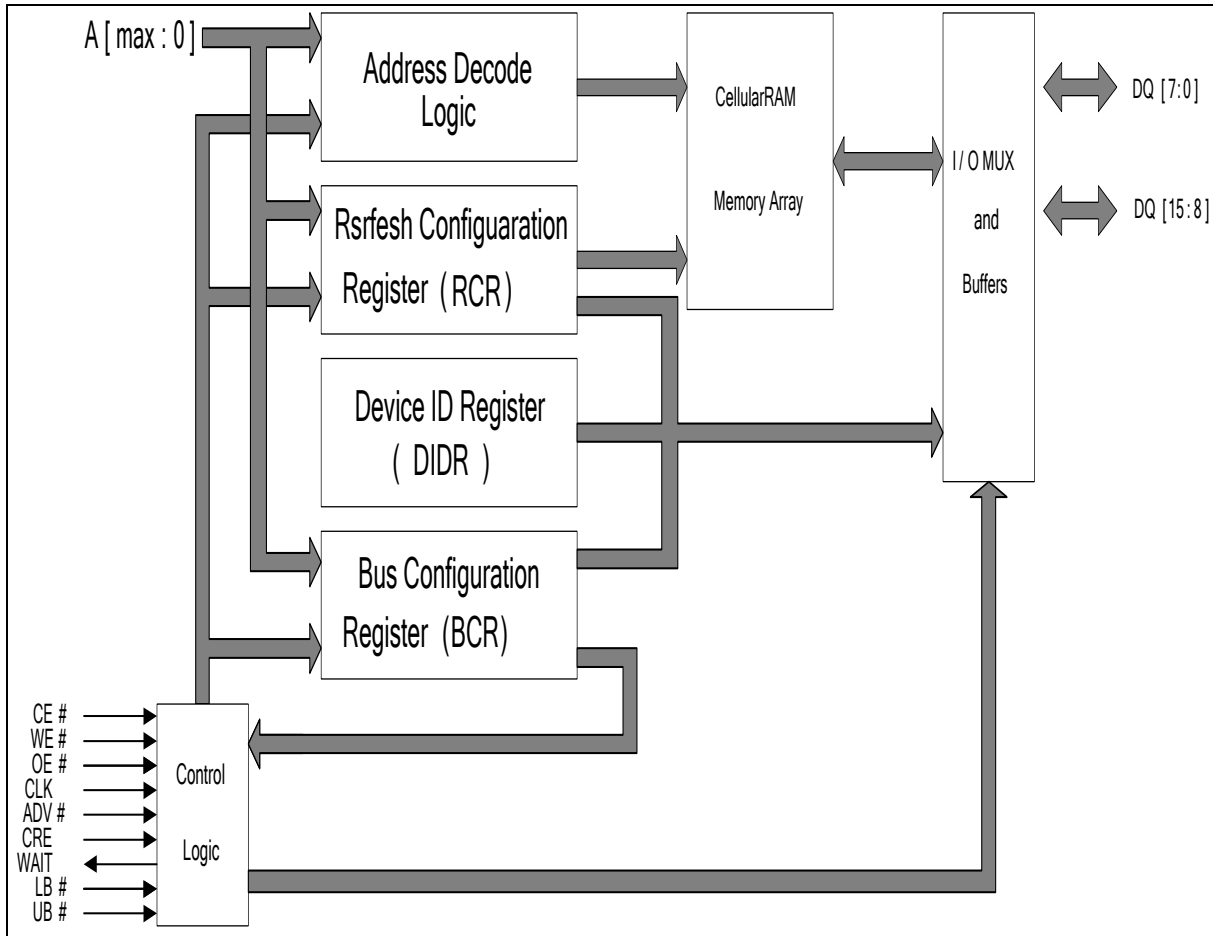 A [ max : 0 ]
Address Decode
Logic
CellularRAM
Memory Array
I / O MUX
and
Buffers
DQ [7:0]
DQ [15:8]
Rsrfesh Configuaration
Register ( RCR )
Device ID Register
( DIDR )
Bus Configuration
Register (BCR)
CE #
WE #
OE #
CLK
ADV #
CRE
WAIT
LB #
UB #
Control
Logic